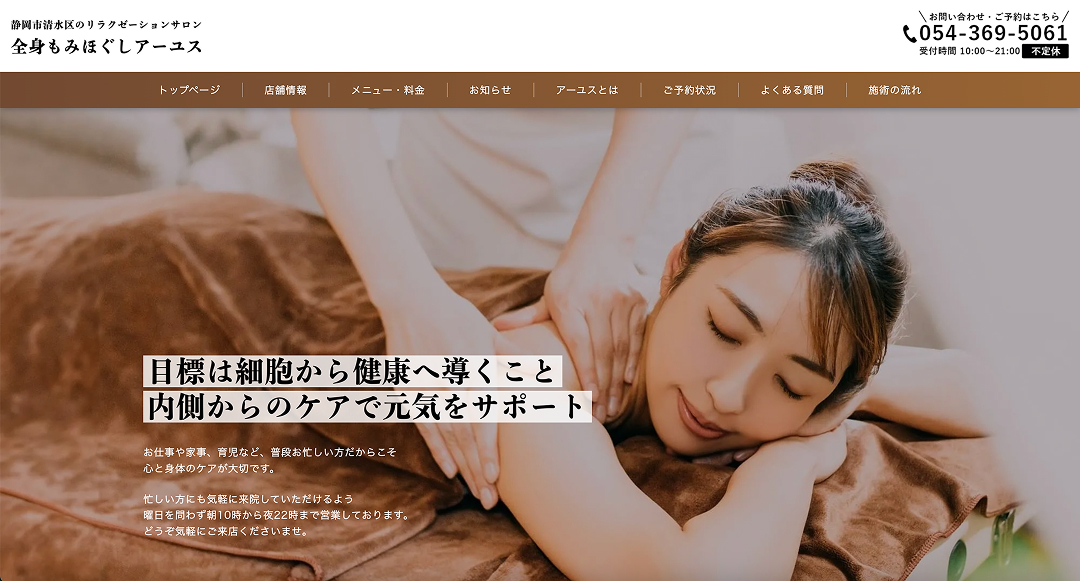 静岡市清水区のリラクゼーションサロン
全身もみほぐしアーユス
お問い合わせ・ご予約はこちら
054-369-5061
受付時間 10:00〜21:00 不定休
トップページ 店舗情報 メニュー・料金 お知らせ アーユスとは ご予約状況 よくある質問 施術の流れ
目標は細胞から健康へ導くこと
内側からのケアで元気をサポート
お仕事や家事、育児など、普段お忙しい方だからこそ
心と身体のケアが大切です。
忙しい方にも気軽に来院していただけるよう
曜日を問わず朝10時から夜22時まで営業しております。
どうぞ気軽にご来店くださいませ。